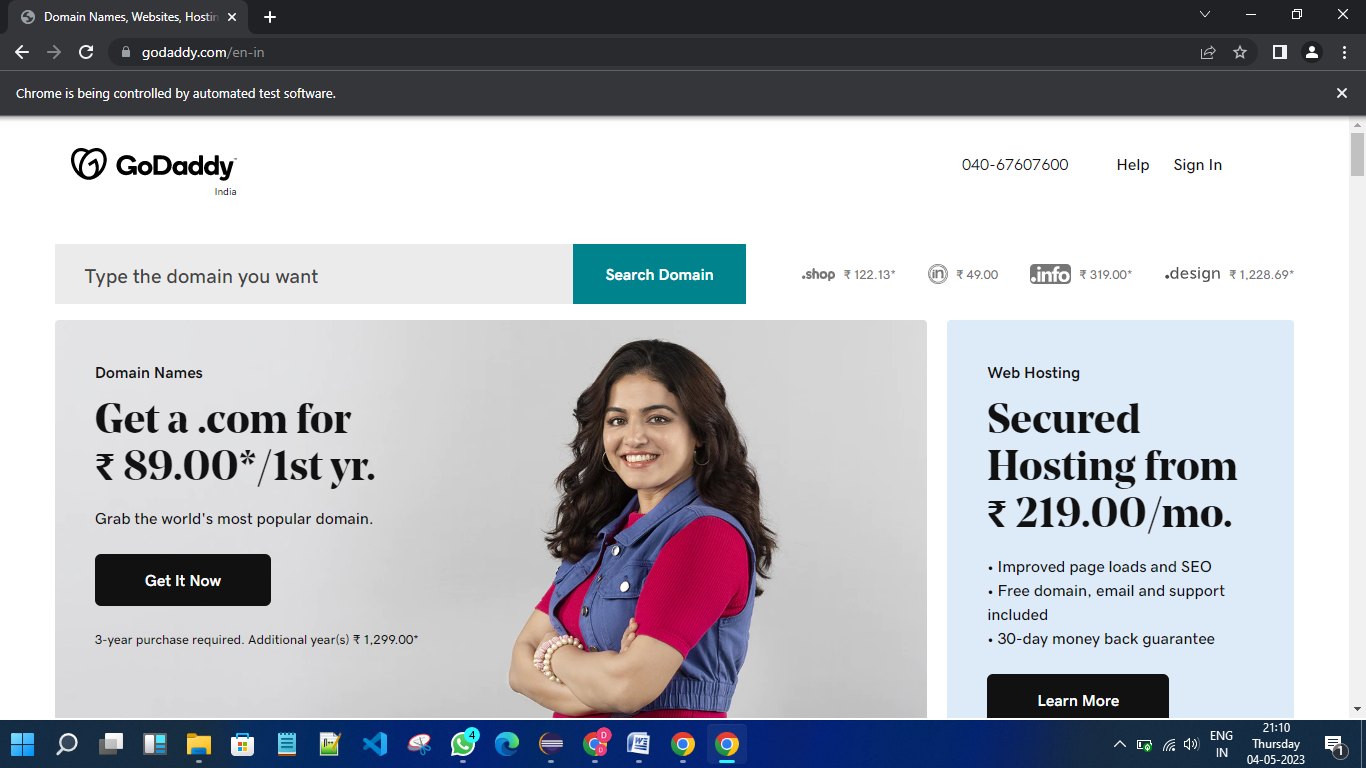 Domain Names, Websites, Hostin
godaddy.com/en-in
Chrome is being controlled by automated test software.
GoDaddy
India
040-67607600 Help Sign In
Type the domain you want Search Domain .shop ₹ 122.13* in ₹ 49.00 .info ₹ 319.00* .design ₹ 1,228.69*
Domain Names
Get a .com for
₹ 89.00*/1st yr.
Grab the world's most popular domain.
Get It Now
3-year purchase required. Additional year(s) ₹ 1,299.00*
Web Hosting
Secured
Hosting from
₹ 219.00/mo.
• Improved page loads and SEO
• Free domain, email and support
included
• 30-day money back guarantee
Learn More
4
D
D
W
ENG
IN
21:10
Thursday
04-05-2023
1